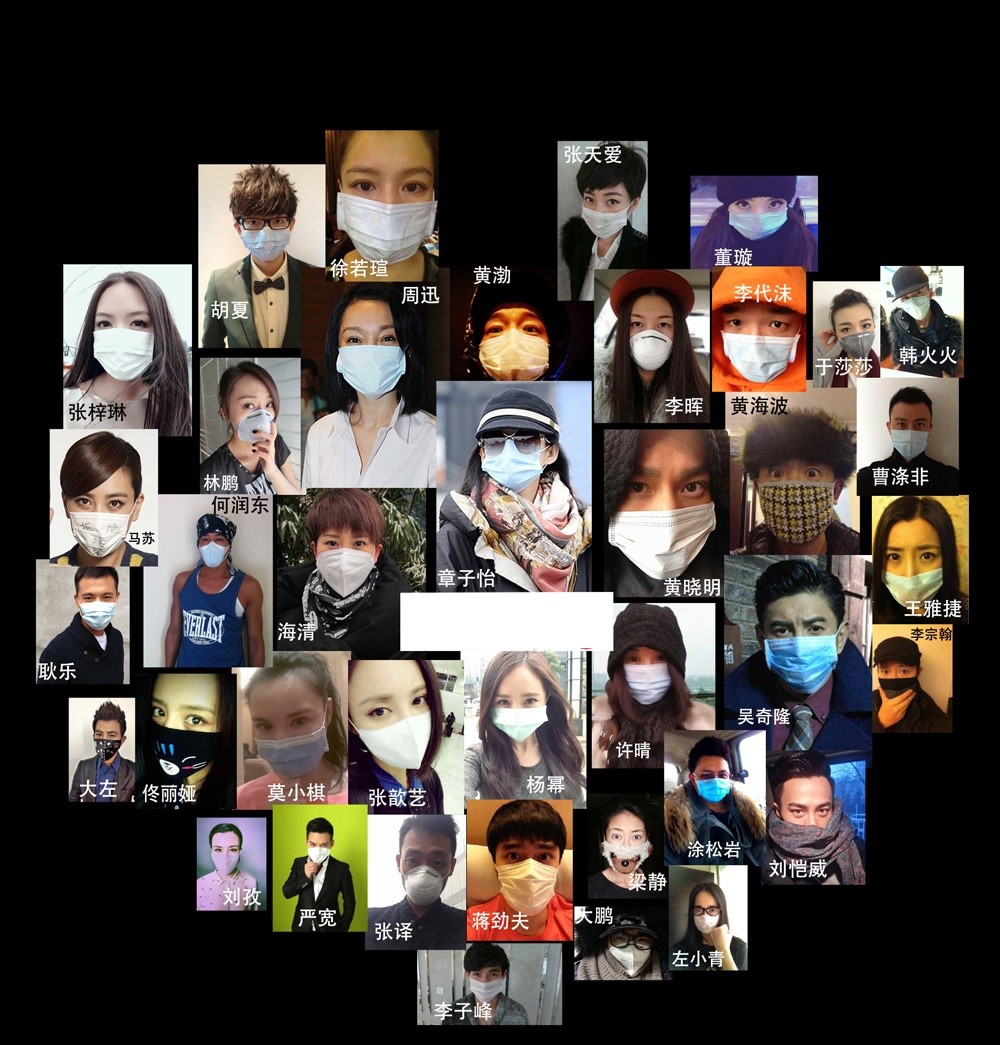 张天爱
董璇
徐若瑄
黄渤
周迅
李代沫
胡夏
于莎莎
韩火火
张梓琳
李晖
黄海波
林鹏
曹涤非
何润东
马苏
章子怡
黄晓明
EVERLAST
海清
王雅捷
李宗翰
耿乐
吴奇隆
许晴
大左
佟丽娅
莫小棋
张歆艺
杨幂
涂松岩
刘恺威
刘孜
严宽
张译
蒋劲夫
梁静
大鹏
左小青
李子峰